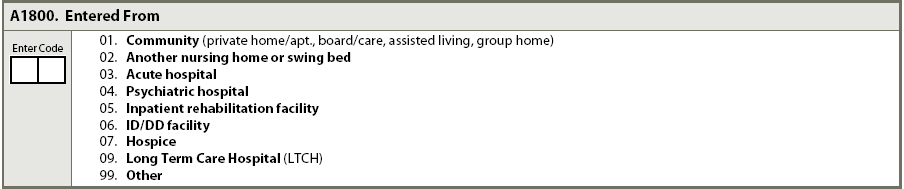 A1800. Entered From
Enter Code
01. Community (private home/apt., board/care, assisted living, group home)
02. Another nursing home or swing bed
03. Acute hospital
04. Psychiatric hospital
05. Inpatient rehabilitation facility
06. ID/DD facility
07. Hospice
09. Long Term Care Hospital (LTCH)
99. Other